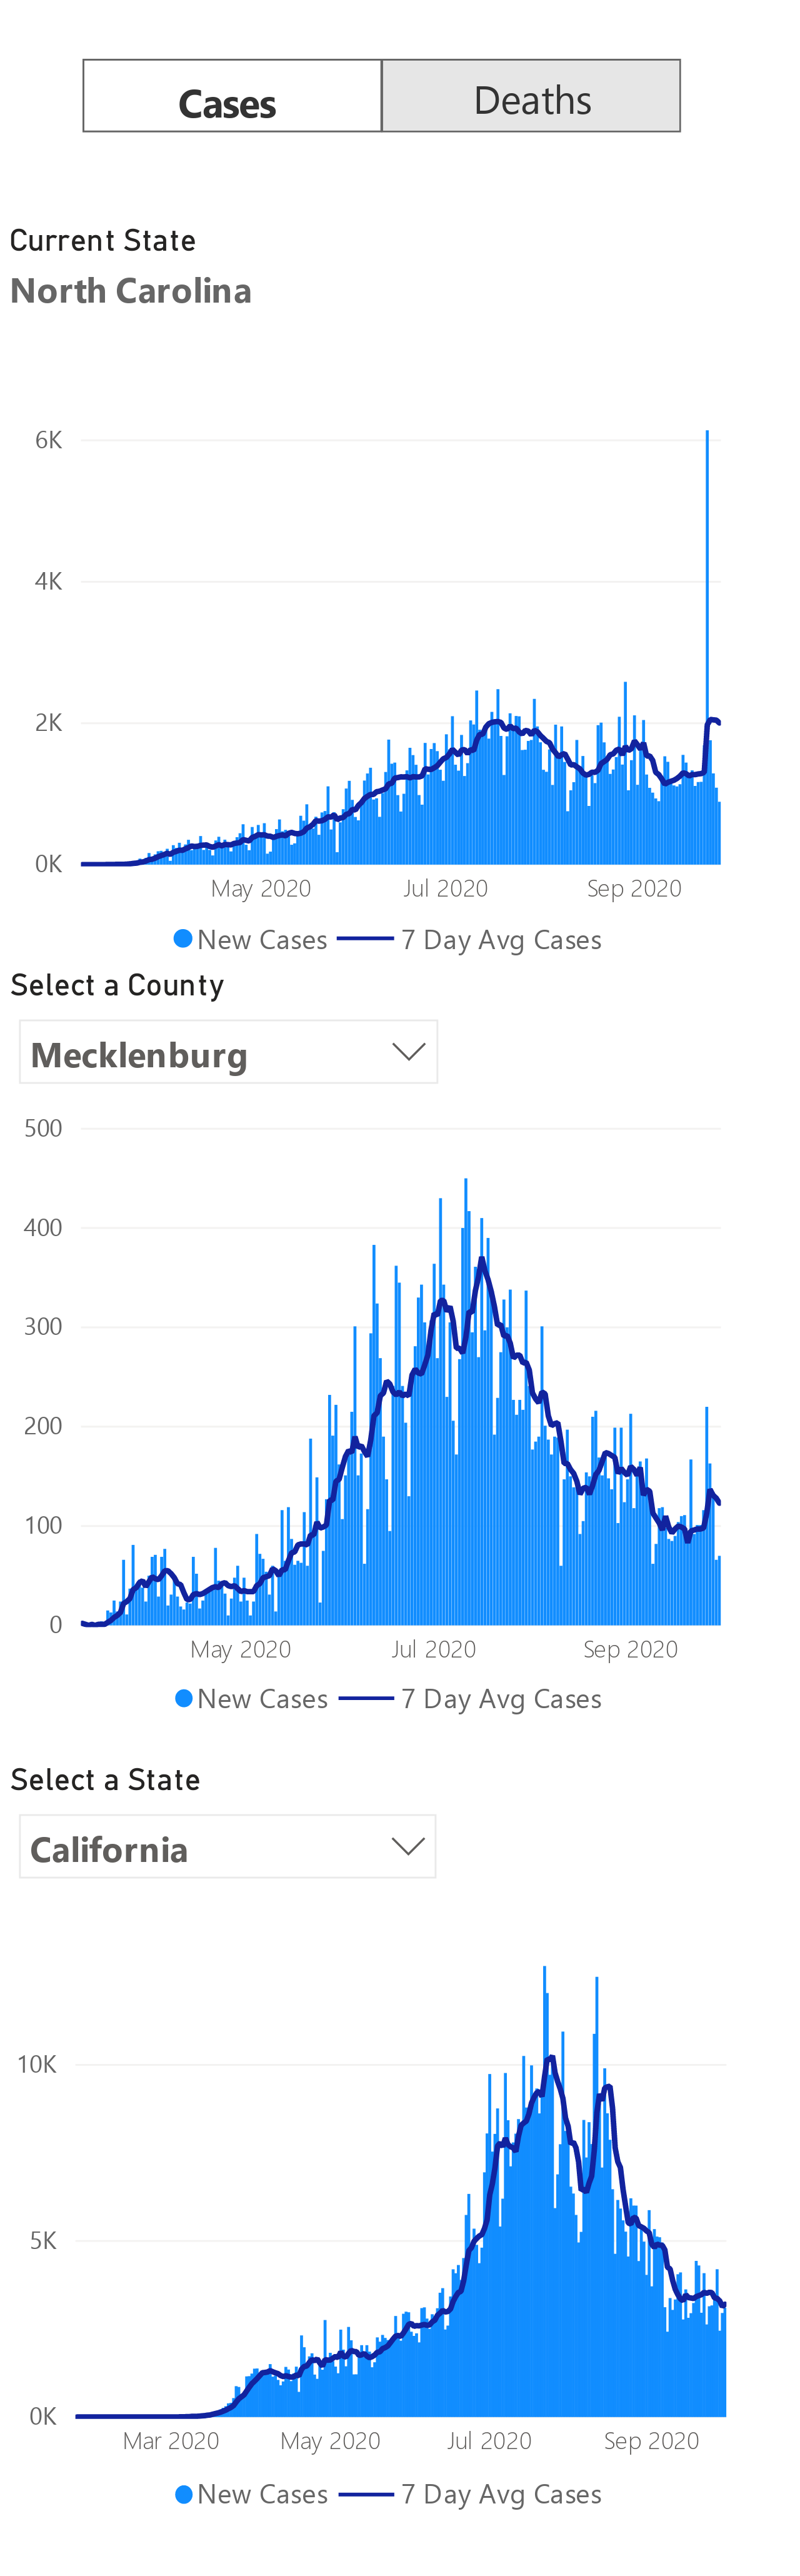 Cases Deaths
Current State
North Carolina
6K
4K
2K
0K
May 2020 Jul 2020 Sep 2020
New Cases 7 Day Avg Cases
Select a County
Mecklenburg
500
400
300
200
100
0
May 2020 Jul 2020 Sep 2020
New Cases 7 Day Avg Cases
Select a State
California
10K
5K
0K
Mar 2020 May 2020 Jul 2020 Sep 2020
New Cases 7 Day Avg Cases